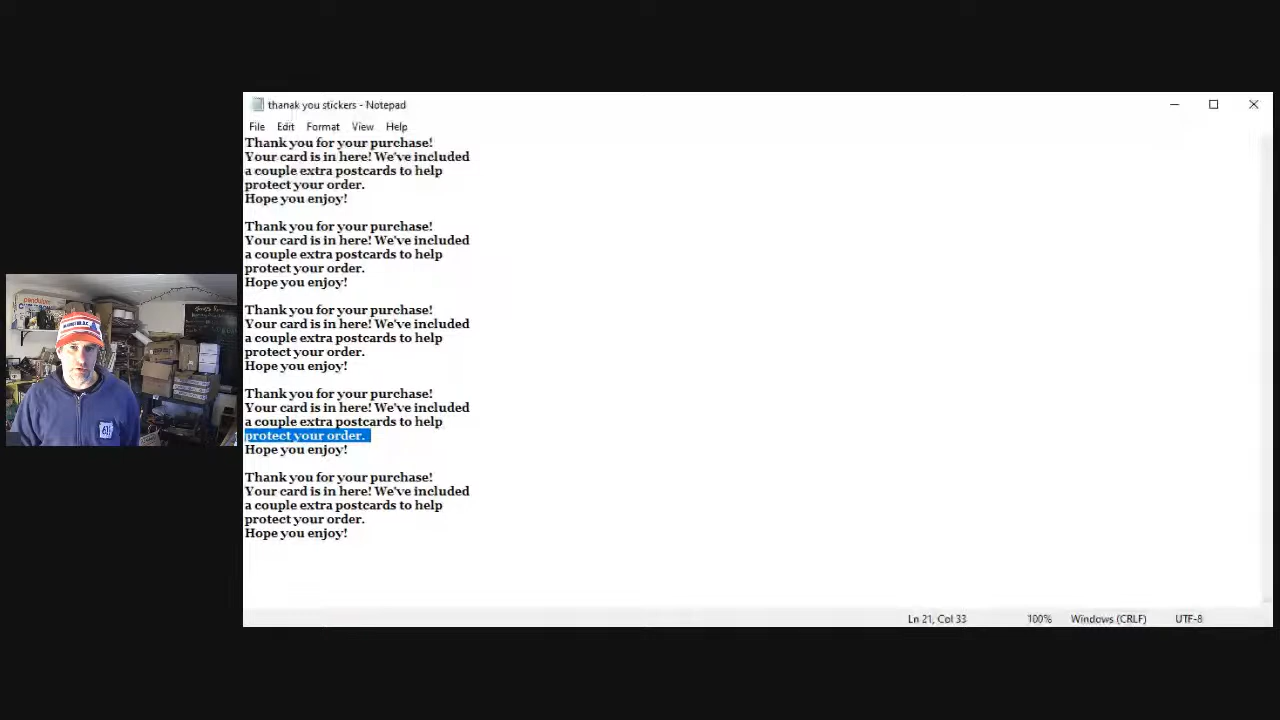 thanak you stickers - Notepad
File Edit Format View Help
Thank you for your purchase!
Your card is in here! We've included
a couple extra postcards to help
protect your order.
Hope you enjoy!
Thank you for your purchase!
Your card is in here! We've included
a couple extra postcards to help
protect your order.
Hope you enjoy!
Thank you for your purchase!
Your card is in here! We've included
a couple extra postcards to help
protect your order.
Hope you enjoy!
Thank you for your purchase!
Your card is in here! We've included
a couple extra postcards to help
protect your order.
Hope you enjoy!
Thank you for your purchase!
Your card is in here! We've included
a couple extra postcards to help
protect your order.
Hope you enjoy!
Ln 21, Col 33 100% Windows (CRLF) UTF-8